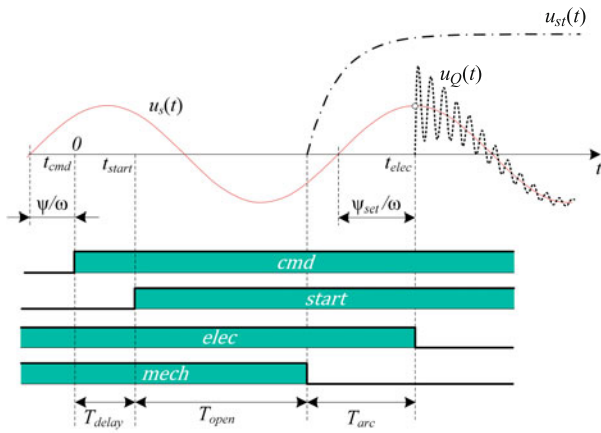 u_st(t)
u_s(t)
u_Q(t)
0
t_cmd
t_start
t_elec
t
ψ/ω
ψ_set/ω
cmd
start
elec
mech
T_delay
T_open
T_arc